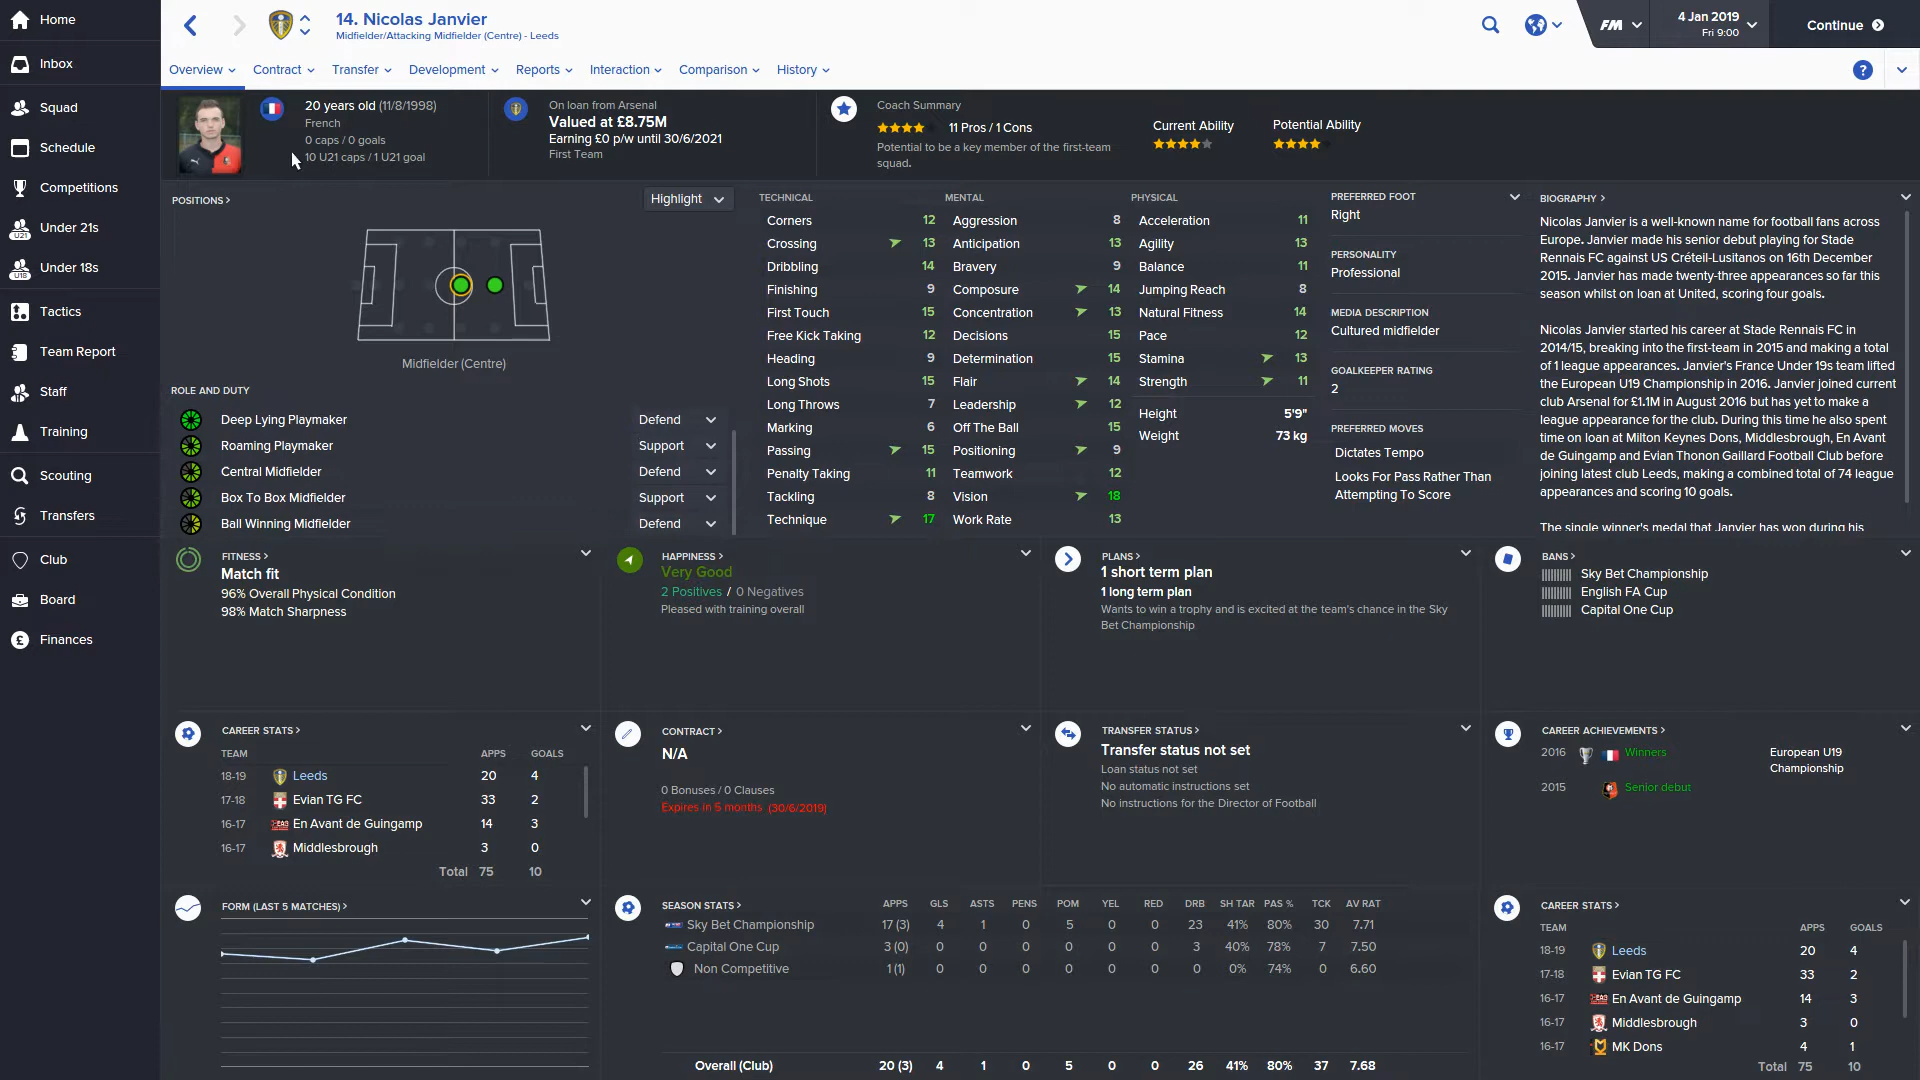 Home
Inbox
Squad
Schedule
Competitions
Under 21s
Under 18s
Tactics
Team Report
Staff
Training
Scouting
Transfers
Club
Board
Finances
14. Nicolas Janvier
Midfielder/Attacking Midfielder (Centre) - Leeds
FM
4 Jan 2019
Fri 9:00
Continue
Overview Contract Transfer Development Reports Interaction Comparison History
?
20 years old (11/8/1998)
French
0 caps / 0 goals
10 U21 caps / 1 U21 goal
On loan from Arsenal
Valued at £8.75M
Earning £0 p/w until 30/6/2021
First Team
Coach Summary
11 Pros / 1 Cons
Potential to be a key member of the first-team
squad.
Current Ability
Potential Ability
POSITIONS >
Highlight
Midfielder (Centre)
ROLE AND DUTY
Deep Lying Playmaker Defend
Roaming Playmaker Support
Central Midfielder Defend
Box To Box Midfielder Support
Ball Winning Midfielder Defend
TECHNICAL
Corners 12
Crossing 13
Dribbling 14
Finishing 9
First Touch 15
Free Kick Taking 12
Heading 9
Long Shots 15
Long Throws 7
Marking 6
Passing 15
Penalty Taking 11
Tackling 8
Technique 17
MENTAL
Aggression 8
Anticipation 13
Bravery 9
Composure 14
Concentration 13
Decisions 15
Determination 15
Flair 14
Leadership 12
Off The Ball 15
Positioning 9
Teamwork 12
Vision 18
Work Rate 13
PHYSICAL
Acceleration 11
Agility 13
Balance 11
Jumping Reach 8
Natural Fitness 14
Pace 12
Stamina 13
Strength 11
Height 5'9"
Weight 73 kg
PREFERRED FOOT
Right
PERSONALITY
Professional
MEDIA DESCRIPTION
Cultured midfielder
GOALKEEPER RATING
2
PREFERRED MOVES
Dictates Tempo
Looks For Pass Rather Than
Attempting To Score
BIOGRAPHY >
Nicolas Janvier is a well-known name for football fans across
Europe. Janvier made his senior debut playing for Stade
Rennais FC against US Créteil-Lusitanos on 16th December
2015. Janvier has made twenty-three appearances so far this
season whilst on loan at United, scoring four goals.
Nicolas Janvier started his career at Stade Rennais FC in
2014/15, breaking into the first-team in 2015 and making a total
of 1 league appearances. Janvier's France Under 19s team lifted
the European U19 Championship in 2016. Janvier joined current
club Arsenal for £1.1M in August 2016 but has yet to make a
league appearance for the club. During this time he also spent
time on loan at Milton Keynes Dons, Middlesbrough, En Avant
de Guingamp and Evian Thonon Gaillard Football Club before
joining latest club Leeds, making a combined total of 74 league
appearances and scoring 10 goals.
The single winner's medal that Janvier has won during his
FITNESS >
Match fit
96% Overall Physical Condition
98% Match Sharpness
HAPPINESS >
Very Good
2 Positives / 0 Negatives
Pleased with training overall
PLANS >
1 short term plan
1 long term plan
Wants to win a trophy and is excited at the team's chance in the Sky
Bet Championship
BANS >
Sky Bet Championship
English FA Cup
Capital One Cup
CAREER STATS >
TEAM APPS GOALS
18-19 Leeds 20 4
17-18 Evian TG FC 33 2
16-17 En Avant de Guingamp 14 3
16-17 Middlesbrough 3 0
Total 75 10
CONTRACT >
N/A
0 Bonuses / 0 Clauses
Expires in 5 months (30/6/2019)
TRANSFER STATUS >
Transfer status not set
Loan status not set
No automatic instructions set
No instructions for the Director of Football
CAREER ACHIEVEMENTS >
2016 Winners European U19
Championship
2015 Senior debut
FORM (LAST 5 MATCHES) >
SEASON STATS > APPS GLS ASTS PENS POM YEL RED DRB SH TAR PAS % TCK AV RAT
Sky Bet Championship 17 (3) 4 1 0 5 0 0 23 41% 80% 30 7.71
Capital One Cup 3 (0) 0 0 0 0 0 0 3 40% 78% 7 7.50
Non Competitive 1 (1) 0 0 0 0 0 0 0 0% 74% 0 6.60
Overall (Club) 20 (3) 4 1 0 5 0 0 26 41% 80% 37 7.68
CAREER STATS >
TEAM APPS GOALS
18-19 Leeds 20 4
17-18 Evian TG FC 33 2
16-17 En Avant de Guingamp 14 3
16-17 Middlesbrough 3 0
16-17 MK Dons 4 1
Total 75 10